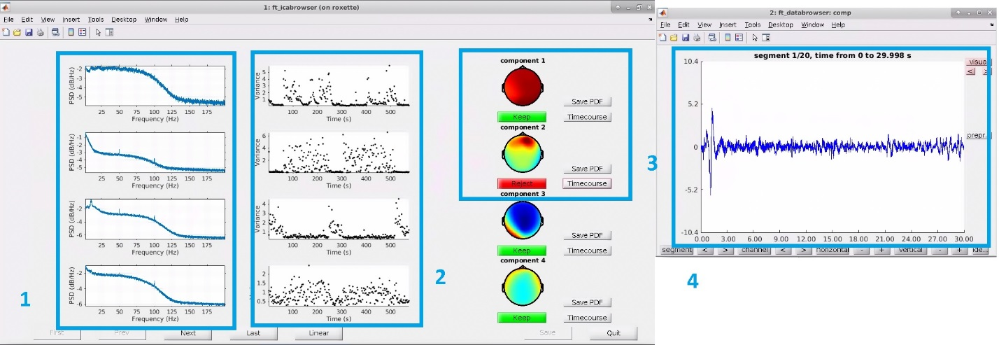 1: ft_icabrowser (on roxette)
File Edit View Insert Tools Desktop Window Help
PSD (dB/Hz)
-2
-3
-4
-5
25 50 75 100 125 150 175
Frequency (Hz)
Variance
5
4
3
2
1
100 200 300 400 500
Time (s)
component 1
Save PDF
Keep Timecourse
PSD (dB/Hz)
-1
-2
-3
-4
-5
25 50 75 100 125 150 175
Frequency (Hz)
Variance
6
4
2
100 200 300 400 500
Time (s)
component 2
Save PDF
Reject Timecourse
PSD (dB/Hz)
-2
-4
-6
25 50 75 100 125 150 175
Frequency (Hz)
Variance
4
3
2
1
100 200 300 400 500
Time (s)
component 3
Save PDF
Keep Timecourse
PSD (dB/Hz)
-2
-4
-6
25 50 75 100 125 150 175
Frequency (Hz)
2
1.5
1
0.5
100 200 300 400 500
Time (s)
component 4
Save PDF
Keep Timecourse
1
2
3
First Prev Next Last Linear Save Quit
2: ft_databrowser: comp
File Edit View Insert Tools Desktop Window Help
segment 1/20, time from 0 to 29.998 s
10.4
5.2
0
-5.2
-10.4
0.00 3.00 6.00 9.00 12.00 15.00 18.00 21.00 24.00 27.00 30.00
visua
< >
prepr..
segment < > channel < > horizontal - + vertical - + ide...
4